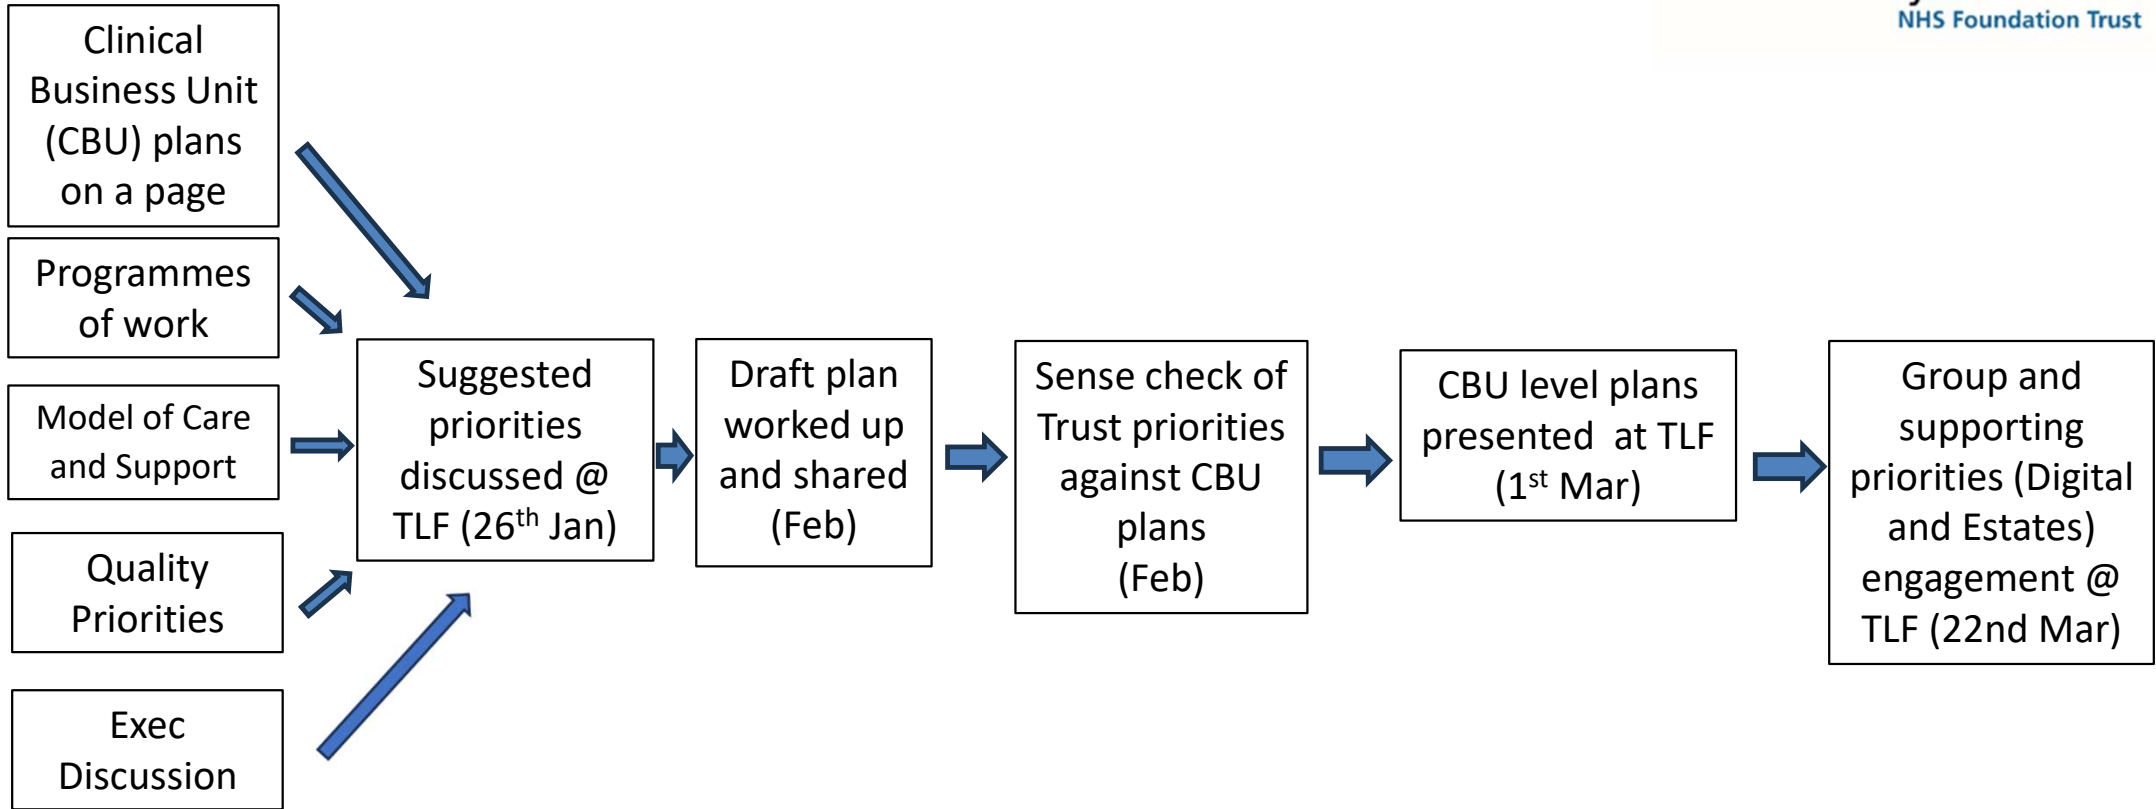 NHS Foundation Trust
Clinical
Business Unit
(CBU) plans
on a page
Programmes
of work
Model of Care
and Support
Quality
Priorities
Exec
Discussion
Suggested
priorities
discussed @
TLF (26th Jan)
Draft plan
worked up
and shared
(Feb)
Sense check of
Trust priorities
against CBU
plans
(Feb)
CBU level plans
presented at TLF
(1st Mar)
Group and
supporting
priorities (Digital
and Estates)
engagement @
TLF (22nd Mar)